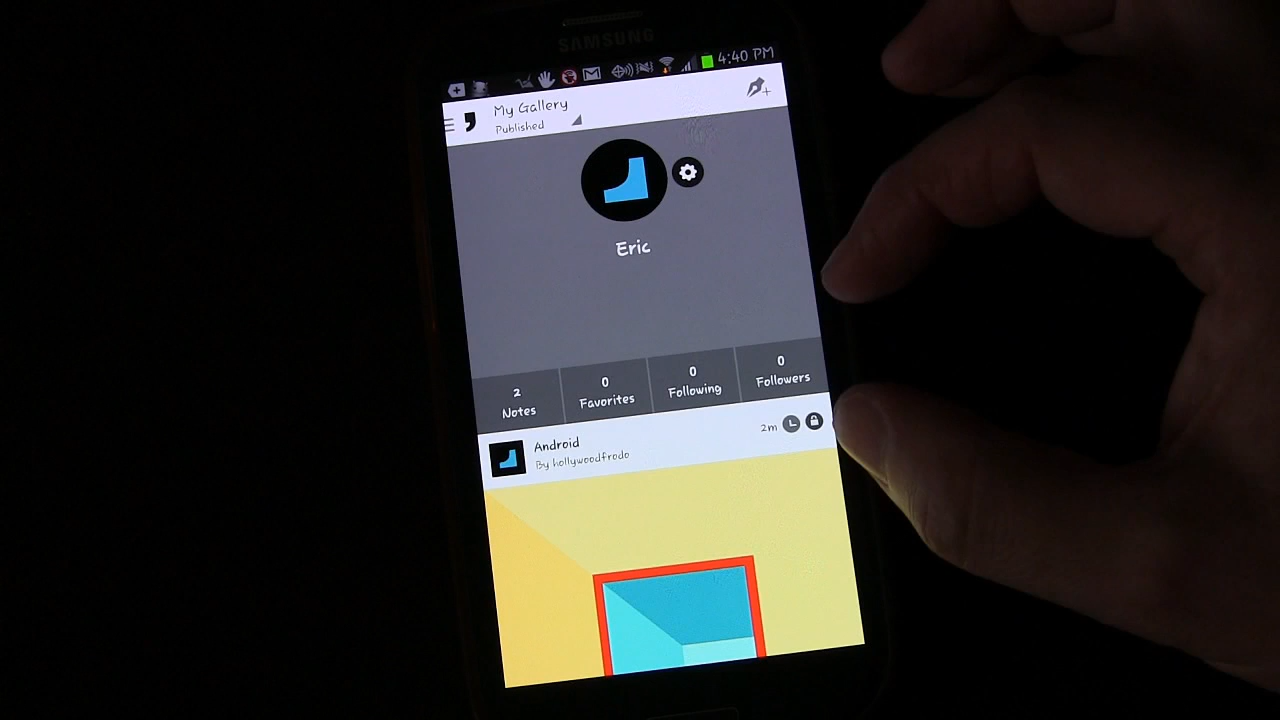 SAMSUNG
4:40 PM
My Gallery
Published
Eric
2
Notes
0
Favorites
0
Following
0
Followers
Android
By hollywoodfrodo
2m